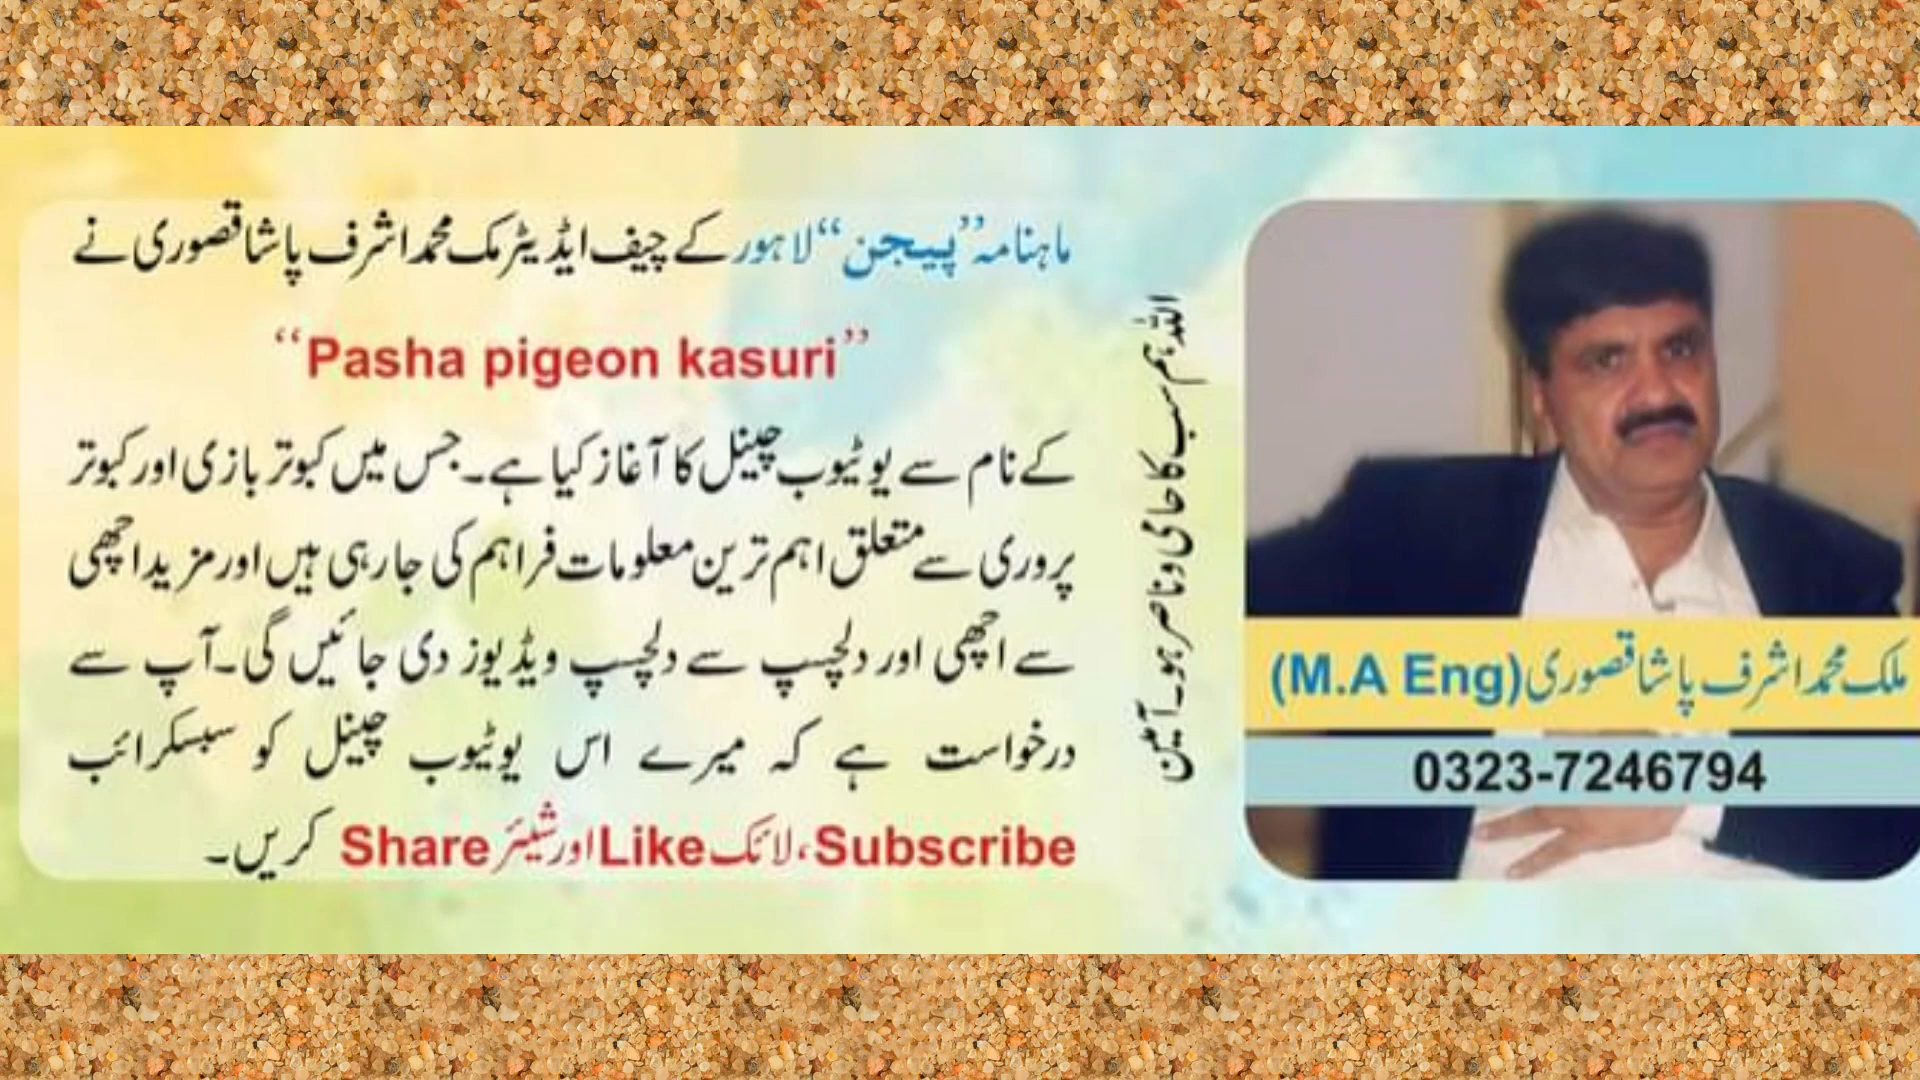 ماہنامہ ”پیجن“ لاہور کے چیف ایڈیٹر مک محمد اشرف پاشا قصوری نے
”Pasha pigeon kasuri“
کے نام سے یوٹیوب چینل کا آغاز کیا ہے۔ جس میں کبوتر بازی اور کبوتر
پروری سے متعلق اہم ترین معلومات فراہم کی جارہی ہیں اور مزید اچھی
سے اچھی اور دلچسپ سے دلچسپ ویڈیوز دی جائیں گی۔ آپ سے
درخواست ہے کہ میرے اس یوٹیوب چینل کو سبسکرائب
Subscribe، لائک Like اور شیئر Share کریں۔
اللہ ہم سب کا حامی و ناصر ہو۔ آمین
ملک محمد اشرف پاشا قصوری (M.A Eng)
0323-7246794